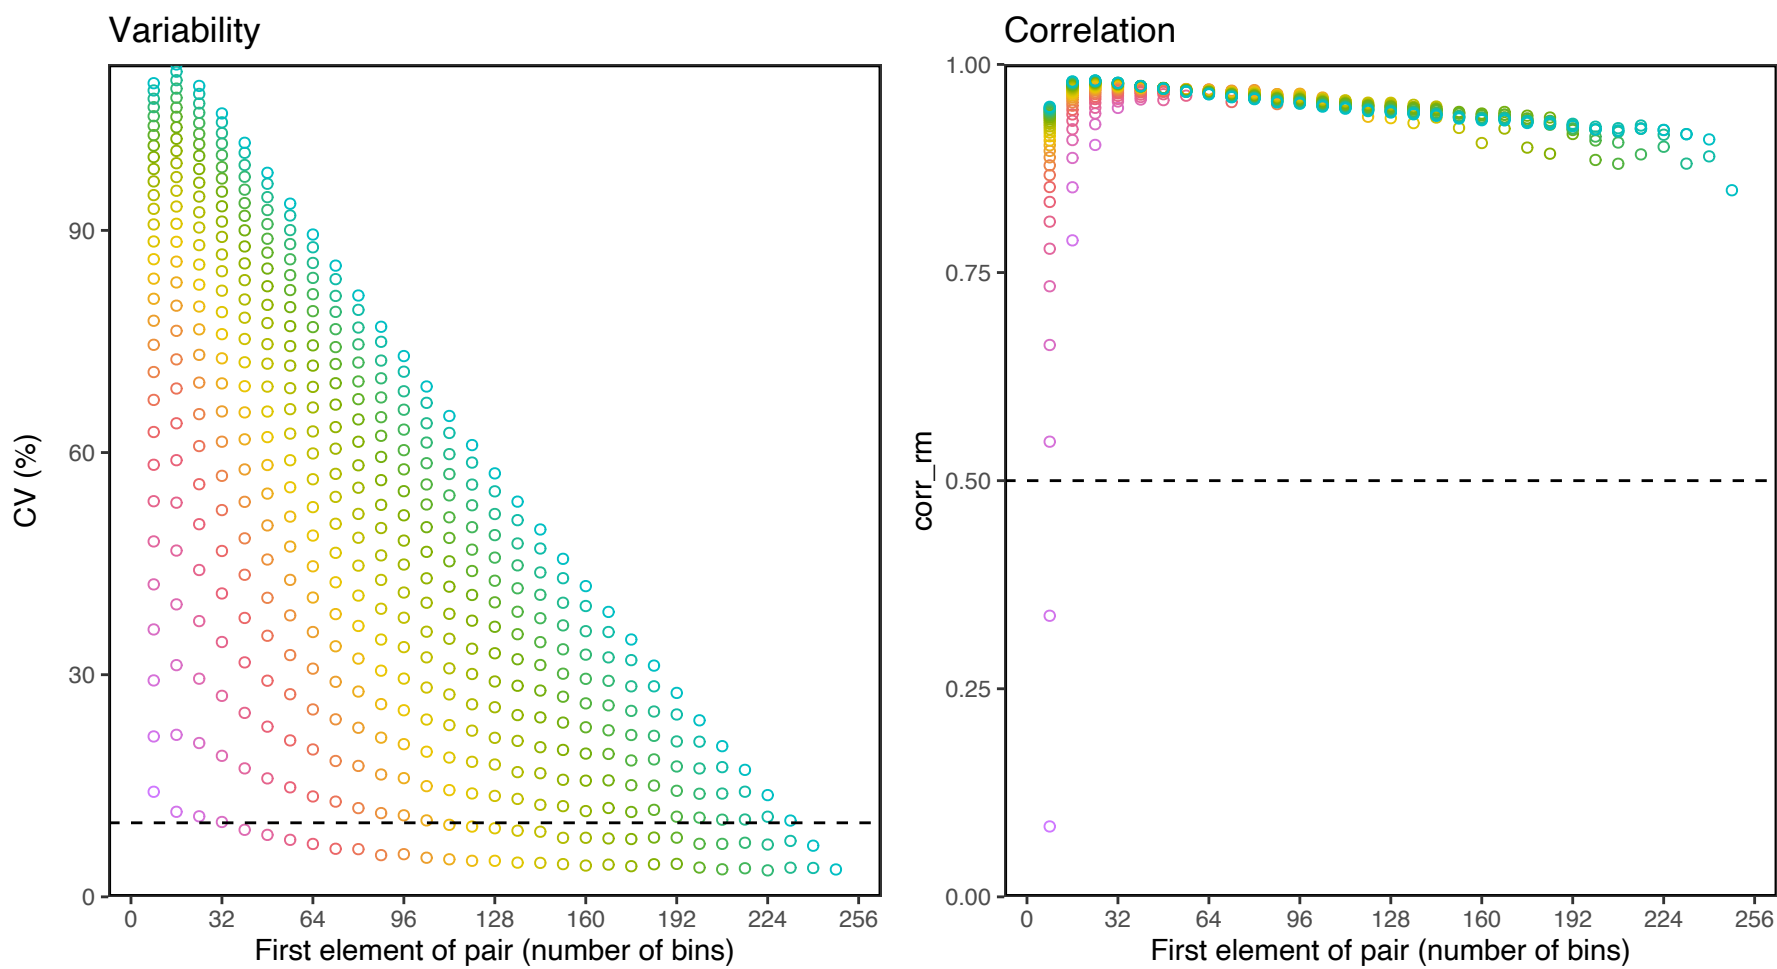 Variability
CV (%)
90
60
30
0
0 32 64 96 128 160 192 224 256
First element of pair (number of bins)
Correlation
corr_rm
1.00
0.75
0.50
0.25
0.00
0 32 64 96 128 160 192 224 256
First element of pair (number of bins)